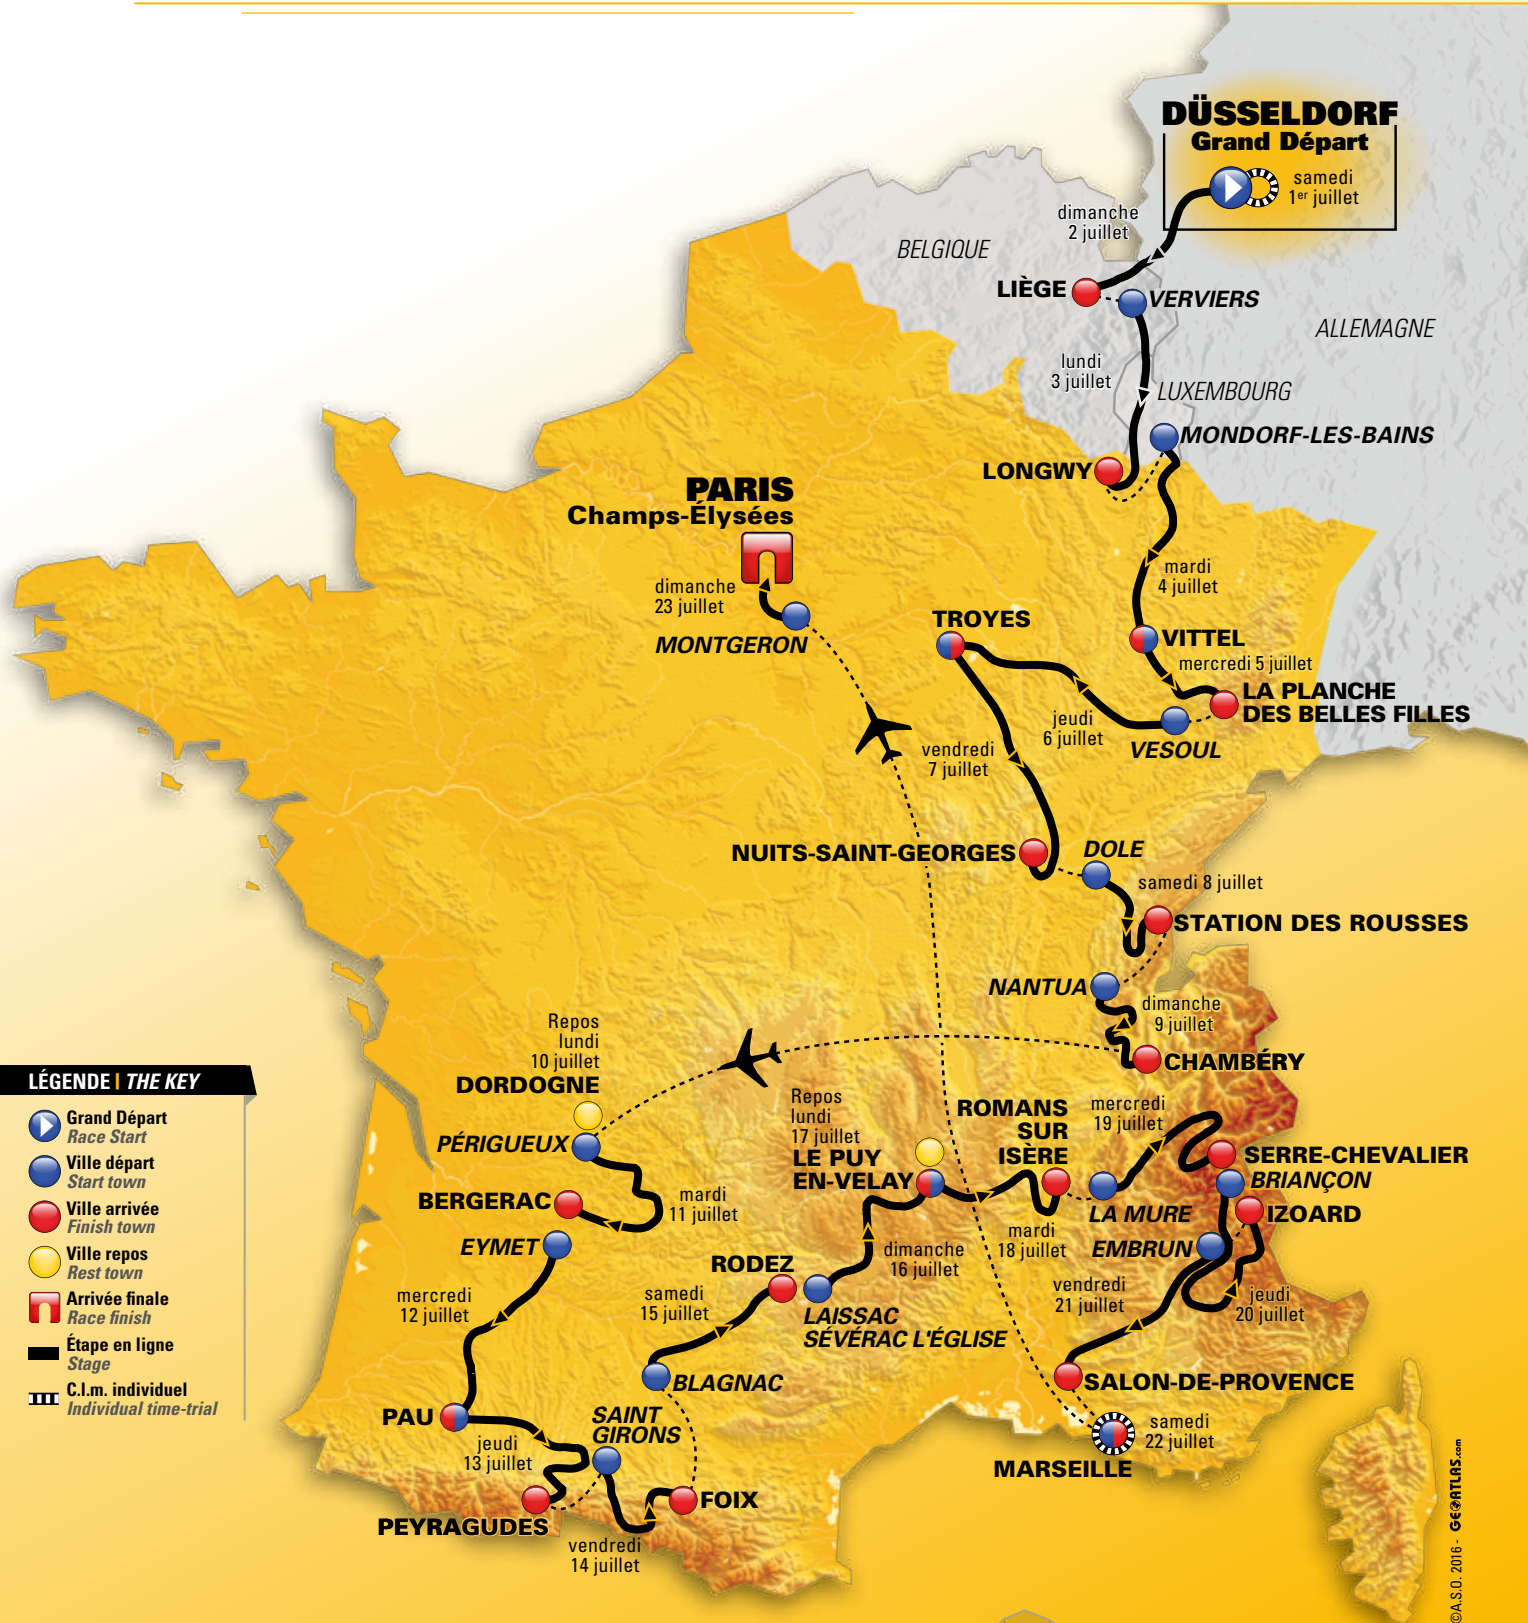 DÜSSELDORF
Grand Départ
samedi
1er juillet
dimanche
2 juillet
BELGIQUE
LIÈGE
VERVIERS
ALLEMAGNE
lundi
3 juillet
LUXEMBOURG
MONDORF-LES-BAINS
LONGWY
PARIS
Champs-Élysées
dimanche
23 juillet
MONTGERON
mardi
4 juillet
TROYES
VITTEL
mercredi 5 juillet
LA PLANCHE
DES BELLES FILLES
jeudi
6 juillet
VESOUL
vendredi
7 juillet
NUITS-SAINT-GEORGES
DOLE
samedi 8 juillet
STATION DES ROUSSES
NANTUA
dimanche
9 juillet
CHAMBÉRY
Repos
lundi
10 juillet
DORDOGNE
PÉRIGUEUX
BERGERAC
mardi
11 juillet
EYMET
mercredi
12 juillet
PAU
jeudi
13 juillet
PEYRAGUDES
SAINT
GIRONS
vendredi
14 juillet
FOIX
BLAGNAC
samedi
15 juillet
RODEZ
LAISSAC
SÉVÉRAC L'ÉGLISE
dimanche
16 juillet
Repos
lundi
17 juillet
LE PUY
EN-VELAY
ROMANS
SUR
ISÈRE
mardi
18 juillet
LA MURE
mercredi
19 juillet
SERRE-CHEVALIER
BRIANÇON
IZOARD
jeudi
20 juillet
EMBRUN
vendredi
21 juillet
SALON-DE-PROVENCE
samedi
22 juillet
MARSEILLE
LÉGENDE | THE KEY
Grand Départ
Race Start
Ville départ
Start town
Ville arrivée
Finish town
Ville repos
Rest town
Arrivée finale
Race finish
Étape en ligne
Stage
C.l.m. individuel
Individual time-trial
©A.S.O. 2016 - GEOATLAS.com